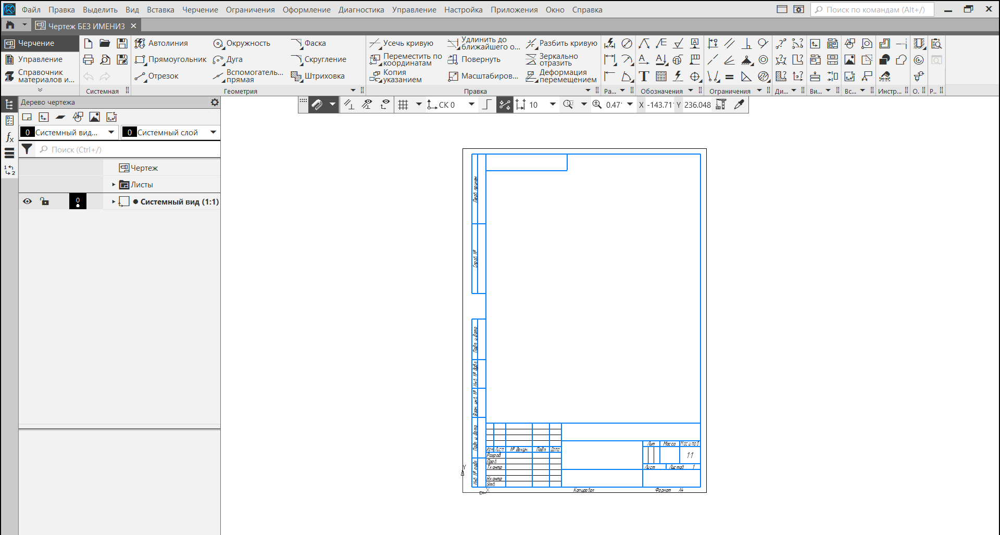 Файл Правка Выделить Вид Вставка Черчение Ограничения Оформление Диагностика Управление Настройка Приложения Окно Справка
Поиск по командам (Alt+/)
Чертеж БЕЗ ИМЕНИ3
Черчение
Управление
Справочник
материалов и...
Системная
Автолиния
Прямоугольник
Отрезок
Окружность
Дуга
Вспомогатель...
прямая
Фаска
Скругление
Штриховка
Геометрия
Усечь кривую
Переместить по
координатам
Копия
указанием
Удлинить до
ближайшего о...
Повернуть
Масштабиров...
Разбить кривую
Зеркально
отразить
Деформация
перемещением
Правка
Ра...
Обозначения
Ограничения
Ди...
Ви...
Вс...
Инстр...
О.
Р..
Дерево чертежа
СК 0
10
0.47
X -143.71
Y 236.048
0 Системный вид...
0 Системный слой
Поиск (Ctrl+/)
Чертеж
Листы
0
Системный вид (1:1)
Перв. примен.
Справ. №
Подп. и дата
Инв. № дубл.
Взам. инв. №
Подп. и дата
Инв. № подл.
Изм. Лист № докум. Подп. Дата
Разраб.
Пров.
Т.контр.
Н.контр.
Утв.
Лит. Масса Масштаб
1:1
Лист Листов 1
Копировал
Формат A4
Y
X